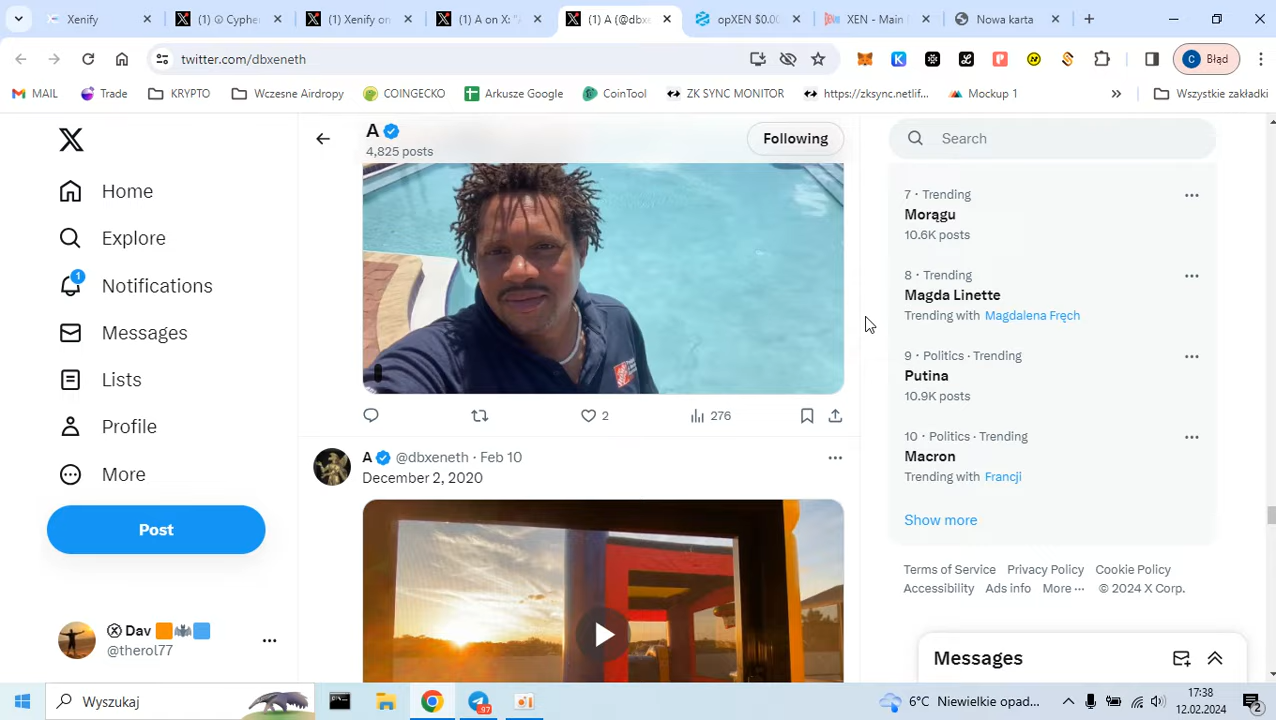 (1) ⊙ Cypher
(1) Xenify on
(1) A on X: "A
(1) A (@dbx
opXEN $0.00
XEN - Main
Nowa karta
twitter.com/dbxeneth
C Błąd
MAIL
Trade
KRYPTO
Wczesne Airdropy
COINGECKO
Arkusze Google
CoinTool
ZK SYNC MONITOR
https://zksync.netlif...
Mockup 1
Wszystkie zakładki
Home
Explore
1
Notifications
Messages
Lists
Profile
More
Post
Dav
@therol77
A
4,825 posts
Following
2
276
A @dbxeneth · Feb 10
December 2, 2020
Search
7 · Trending
Morągu
10.6K posts
8 · Trending
Magda Linette
Trending with Magdalena Fręch
9 · Politics · Trending
Putina
10.9K posts
10 · Politics · Trending
Macron
Trending with Francji
Show more
Terms of Service Privacy Policy Cookie Policy
Accessibility Ads info More ··· © 2024 X Corp.
Messages
Wyszukaj
97
6°C Niewielkie opad...
17:38
12.02.2024
2